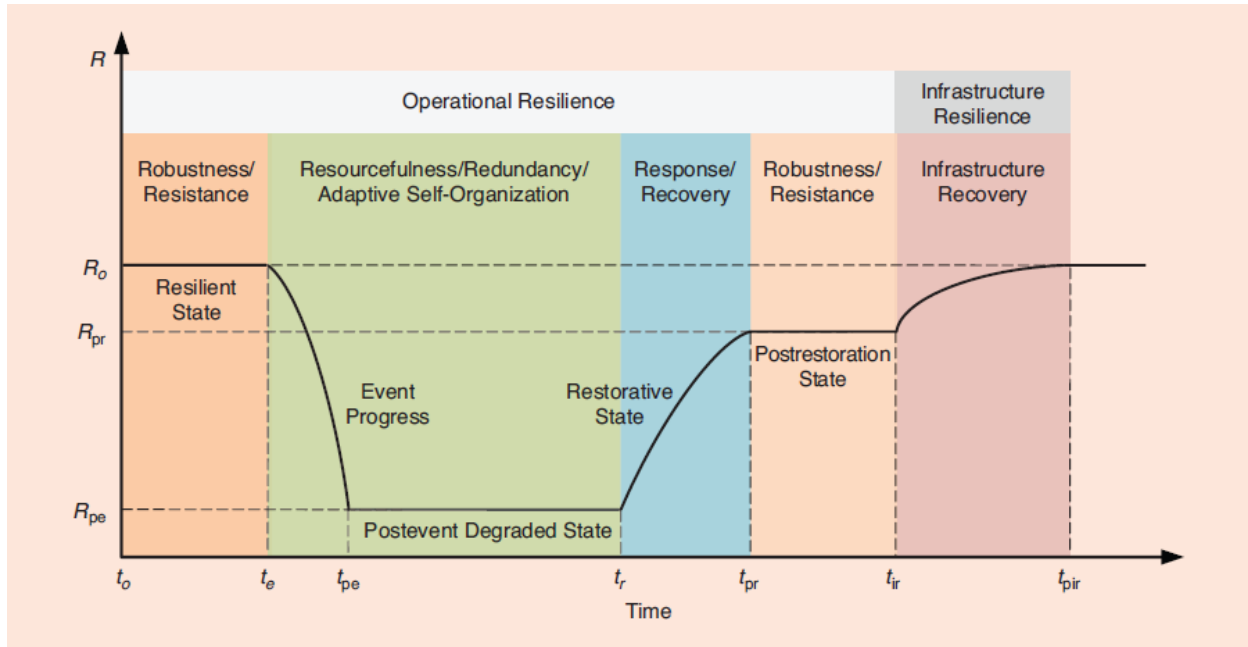 R
Operational Resilience
Infrastructure
Resilience
Robustness/
Resistance
Resourcefulness/Redundancy/
Adaptive Self-Organization
Response/
Recovery
Robustness/
Resistance
Infrastructure
Recovery
Ro
Resilient
State
Rpr
Postrestoration
State
Event
Progress
Restorative
State
Rpe
Postevent Degraded State
to
te
tpe
tr
tpr
tir
tpir
Time